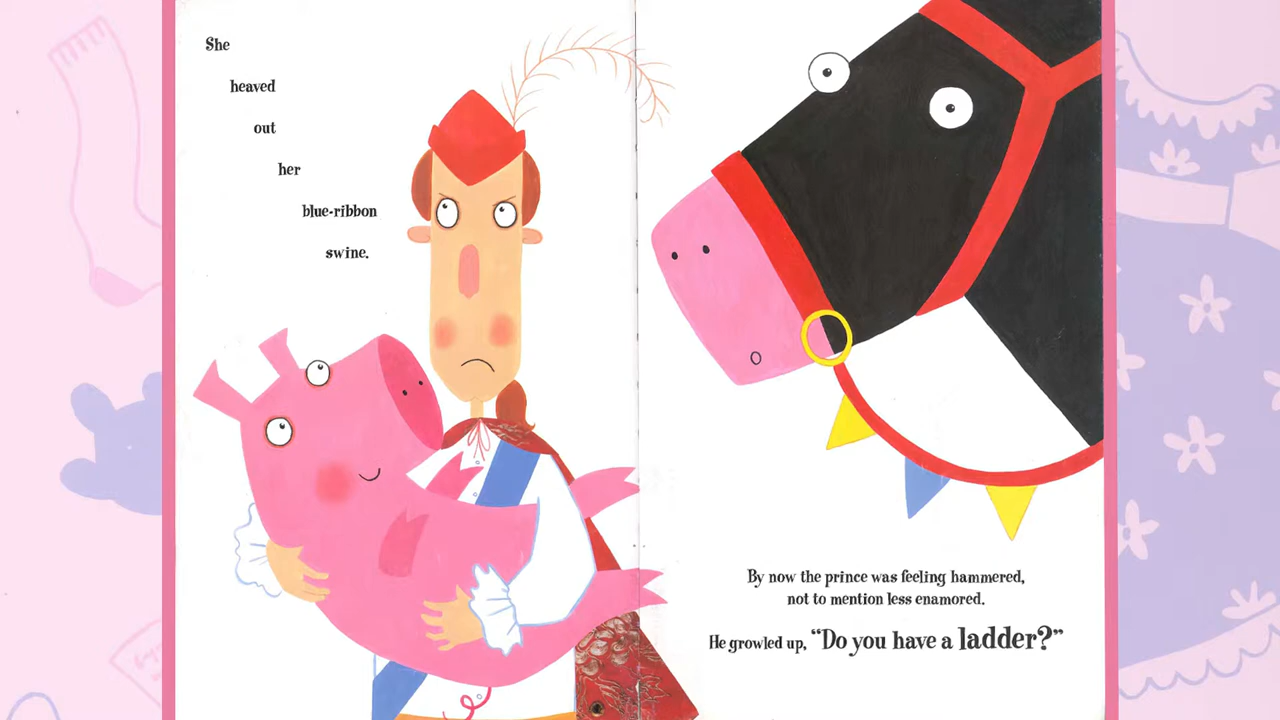 She
heaved
out
her
blue-ribbon
swine.
By now the prince was feeling hammered,
not to mention less enamored.
He growled up, “Do you have a ladder?”